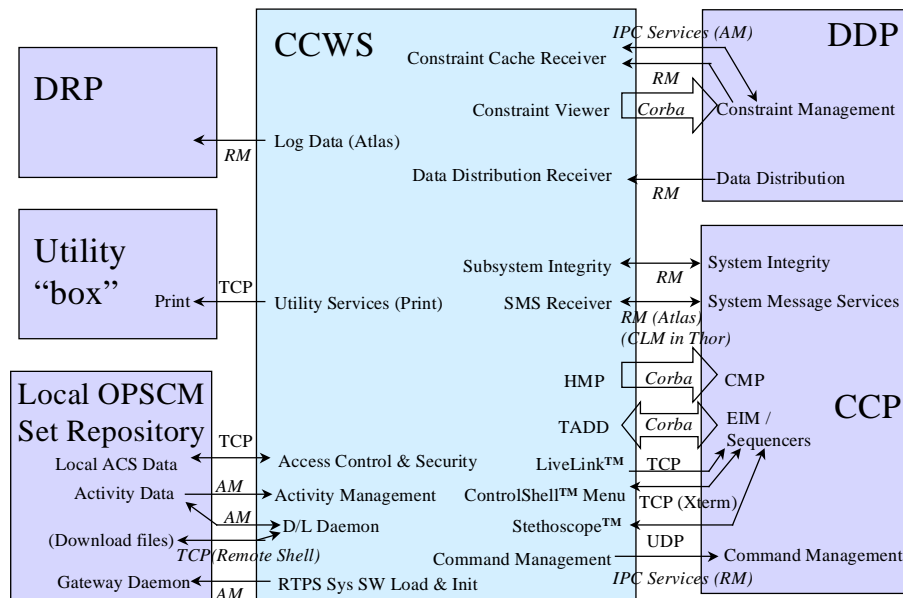 CCWS
DRP
DDP
IPC Services (AM)
Constraint Cache Receiver
RM
Constraint Viewer
Corba
Constraint Management
Log Data (Atlas)
RM
Data Distribution Receiver
RM
Data Distribution
Utility
“box”
Print
TCP
Utility Services (Print)
Subsystem Integrity
RM
System Integrity
SMS Receiver
System Message Services
RM (Atlas)
(CLM in Thor)
HMP
Corba
CMP
CCP
TADD
Corba
EIM /
Sequencers
Local OPSCM
Set Repository
TCP
Local ACS Data
Access Control & Security
LiveLink™
TCP
Activity Data
AM
Activity Management
ControlShell™ Menu
TCP (Xterm)
AM
D/L Daemon
Stethoscope™
(Download files)
TCP(Remote Shell)
UDP
Command Management
Command Management
IPC Services (RM)
Gateway Daemon
AM
RTPS Sys SW Load & Init